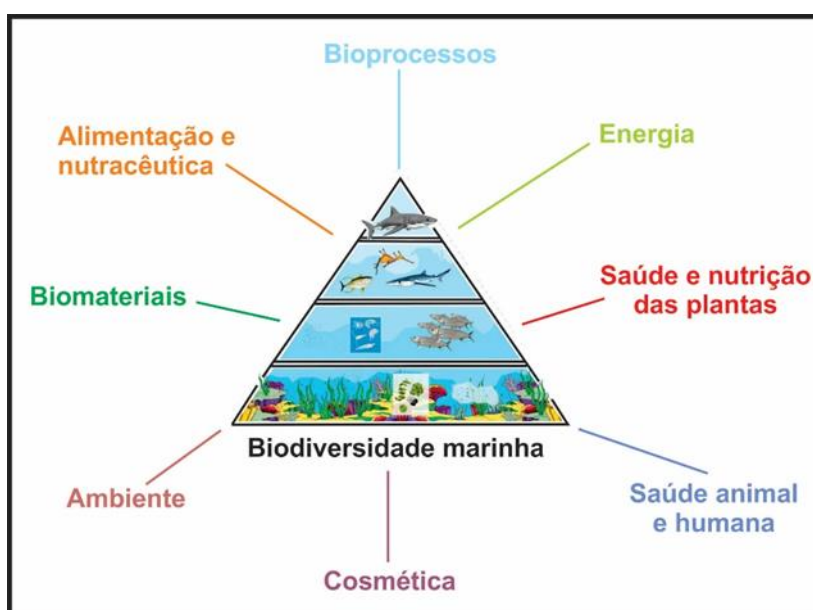 Bioprocessos
Alimentação e
nutracêutica
Energia
Biomateriais
Saúde e nutrição
das plantas
Biodiversidade marinha
Ambiente
Saúde animal
e humana
Cosmética